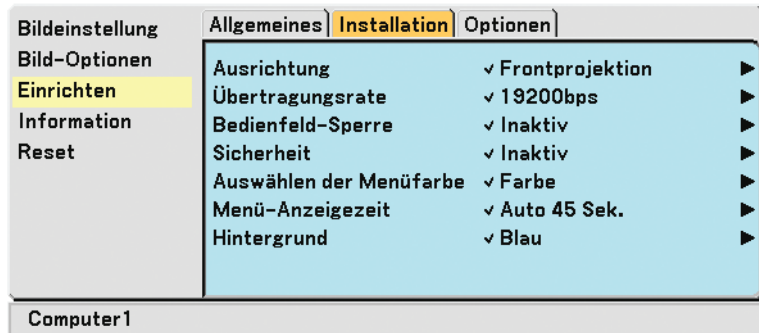 Bildeinstellung
Bild-Optionen
Einrichten
Information
Reset
Allgemeines Installation Optionen
Ausrichtung ✓ Frontprojektion ▶
Übertragungsrate ✓ 19200bps ▶
Bedienfeld-Sperre ✓ Inaktiv ▶
Sicherheit ✓ Inaktiv ▶
Auswählen der Menüfarbe ✓ Farbe ▶
Menü-Anzeigezeit ✓ Auto 45 Sek. ▶
Hintergrund ✓ Blau ▶
Computer1